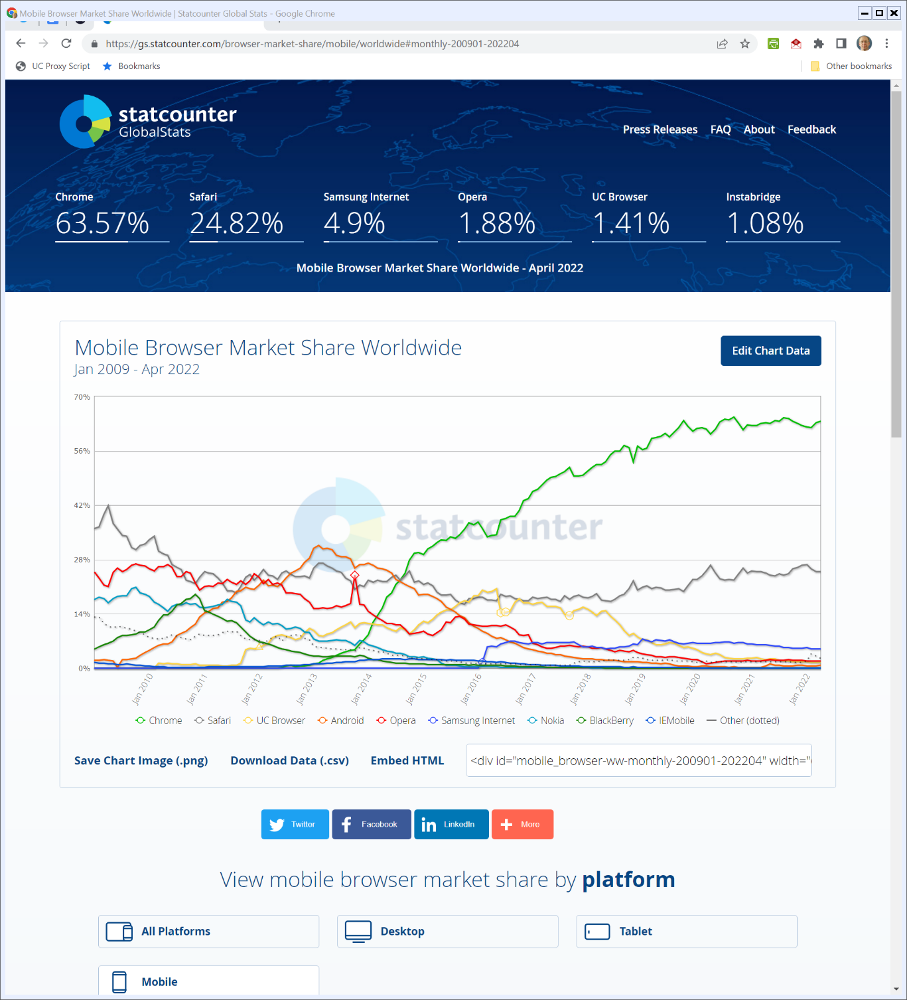 Mobile Browser Market Share Worldwide | Statcounter Global Stats - Google Chrome
https://gs.statcounter.com/browser-market-share/mobile/worldwide#monthly-200901-202204
UC Proxy Script Bookmarks Other bookmarks
statcounter
GlobalStats
Press Releases FAQ About Feedback
Chrome Safari Samsung Internet Opera UC Browser Instabridge
63.57% 24.82% 4.9% 1.88% 1.41% 1.08%
Mobile Browser Market Share Worldwide - April 2022
Mobile Browser Market Share Worldwide
Jan 2009 - Apr 2022
Edit Chart Data
70%
56%
42%
statcounter
28%
14%
0%
Jan 2010 Jan 2011 Jan 2012 Jan 2013 Jan 2014 Jan 2015 Jan 2016 Jan 2017 Jan 2018 Jan 2019 Jan 2020 Jan 2021 Jan 2022
Chrome Safari UC Browser Android Opera Samsung Internet Nokia BlackBerry IEMobile Other (dotted)
Save Chart Image (.png) Download Data (.csv) Embed HTML <div id="mobile_browser-ww-monthly-200901-202204" width="
Twitter Facebook LinkedIn More
View mobile browser market share by platform
All Platforms Desktop Tablet
Mobile